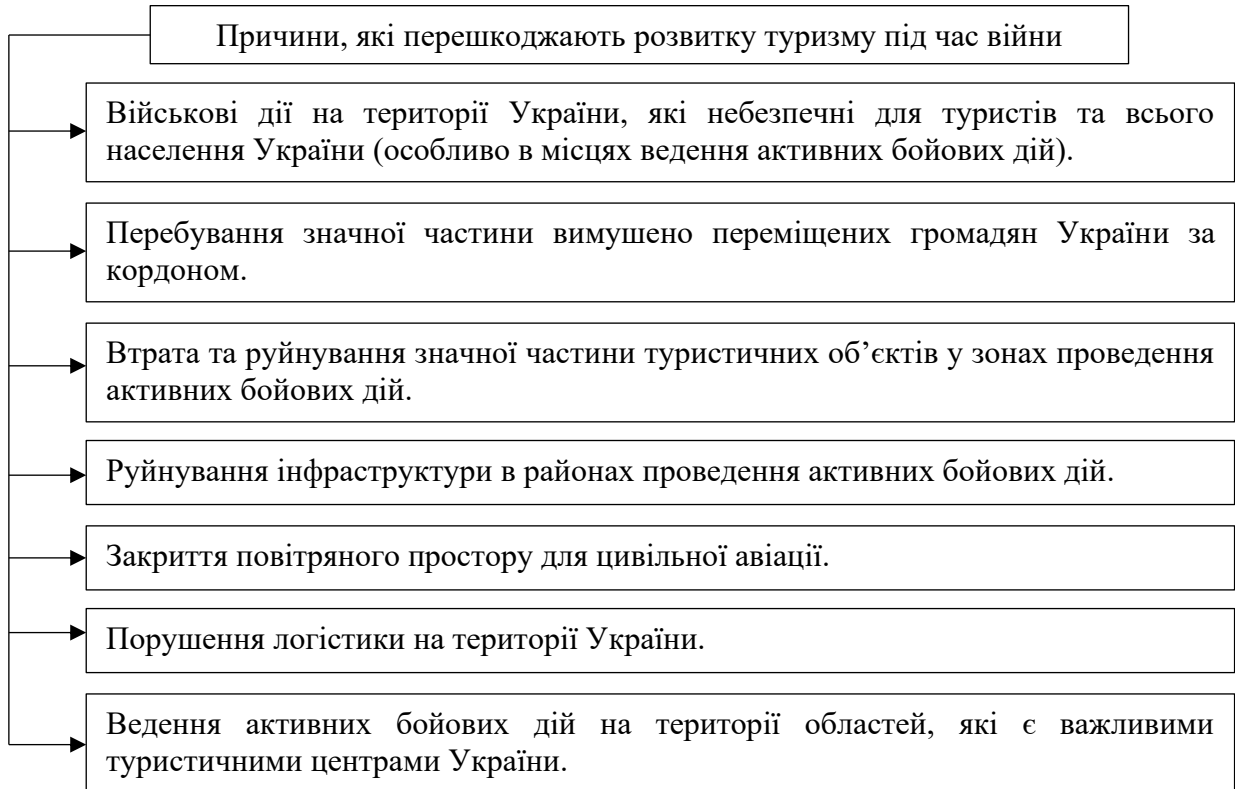 Причини, які перешкоджають розвитку туризму під час війни
Військові дії на території України, які небезпечні для туристів та всього
населення України (особливо в місцях ведення активних бойових дій).
Перебування значної частини вимушено переміщених громадян України за
кордоном.
Втрата та руйнування значної частини туристичних об’єктів у зонах проведення
активних бойових дій.
Руйнування інфраструктури в районах проведення активних бойових дій.
Закриття повітряного простору для цивільної авіації.
Порушення логістики на території України.
Ведення активних бойових дій на території областей, які є важливими
туристичними центрами України.